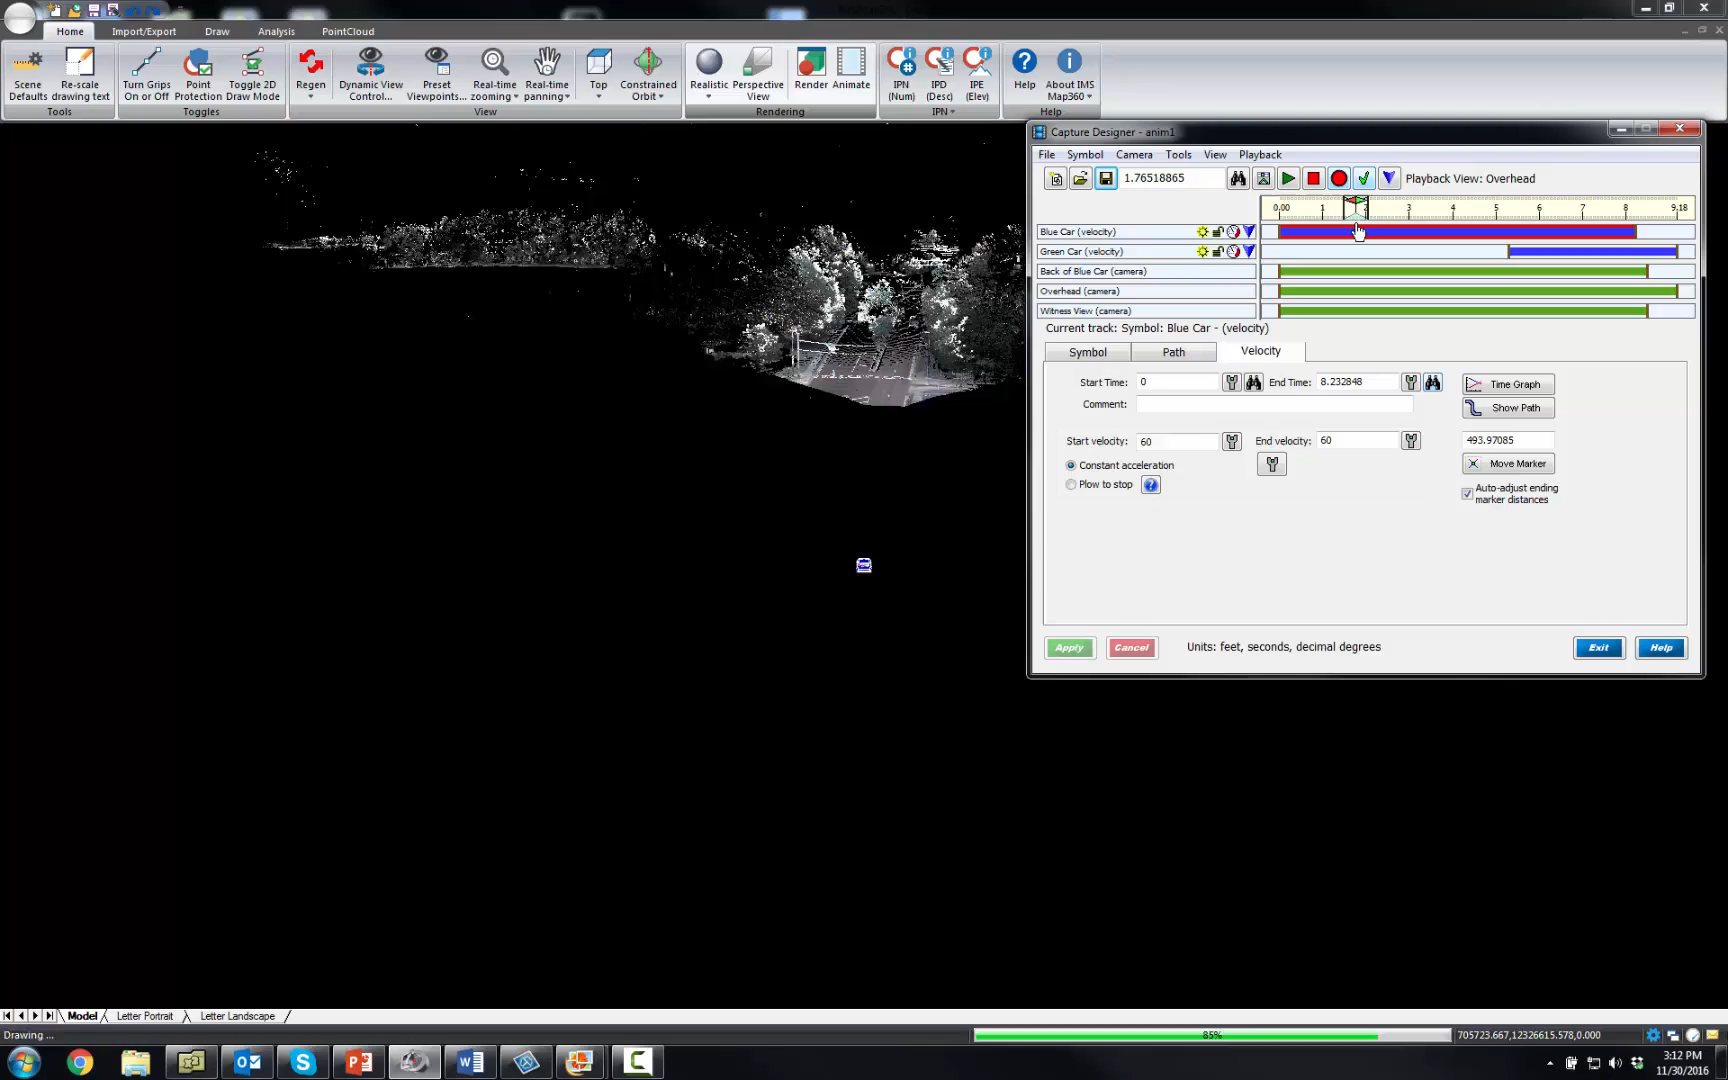 Home Import/Export Draw Analysis PointCloud
Scene Defaults
Re-scale drawing text
Turn Grips On or Off
Point Protection
Toggle 2D Draw Mode
Regen
Dynamic View Control...
Preset Viewpoints...
Real-time zooming
Real-time panning
Top
Constrained Orbit
Realistic
Perspective View
Render
Animate
IPN (Num)
IPD (Desc)
IPE (Elev)
Help
About IMS Map360
Tools Toggles View Rendering IPN Help
Capture Designer - anim1
File Symbol Camera Tools View Playback
1.76518865 Playback View: Overhead
0.00 1 2 3 4 5 6 7 8 9.18
Blue Car (velocity)
Green Car (velocity)
Back of Blue Car (camera)
Overhead (camera)
Witness View (camera)
Current track: Symbol: Blue Car - (velocity)
Symbol Path Velocity
Start Time: 0 End Time: 8.232848 Time Graph
Comment: Show Path
Start velocity: 60 End velocity: 60 493.97085
Constant acceleration Move Marker
Plow to stop
Auto-adjust ending marker distances
Apply Cancel Units: feet, seconds, decimal degrees Exit Help
Model Letter Portrait Letter Landscape
Drawing ... 85% 705723.667,12326615.578,0.000
3:12 PM
11/30/2016